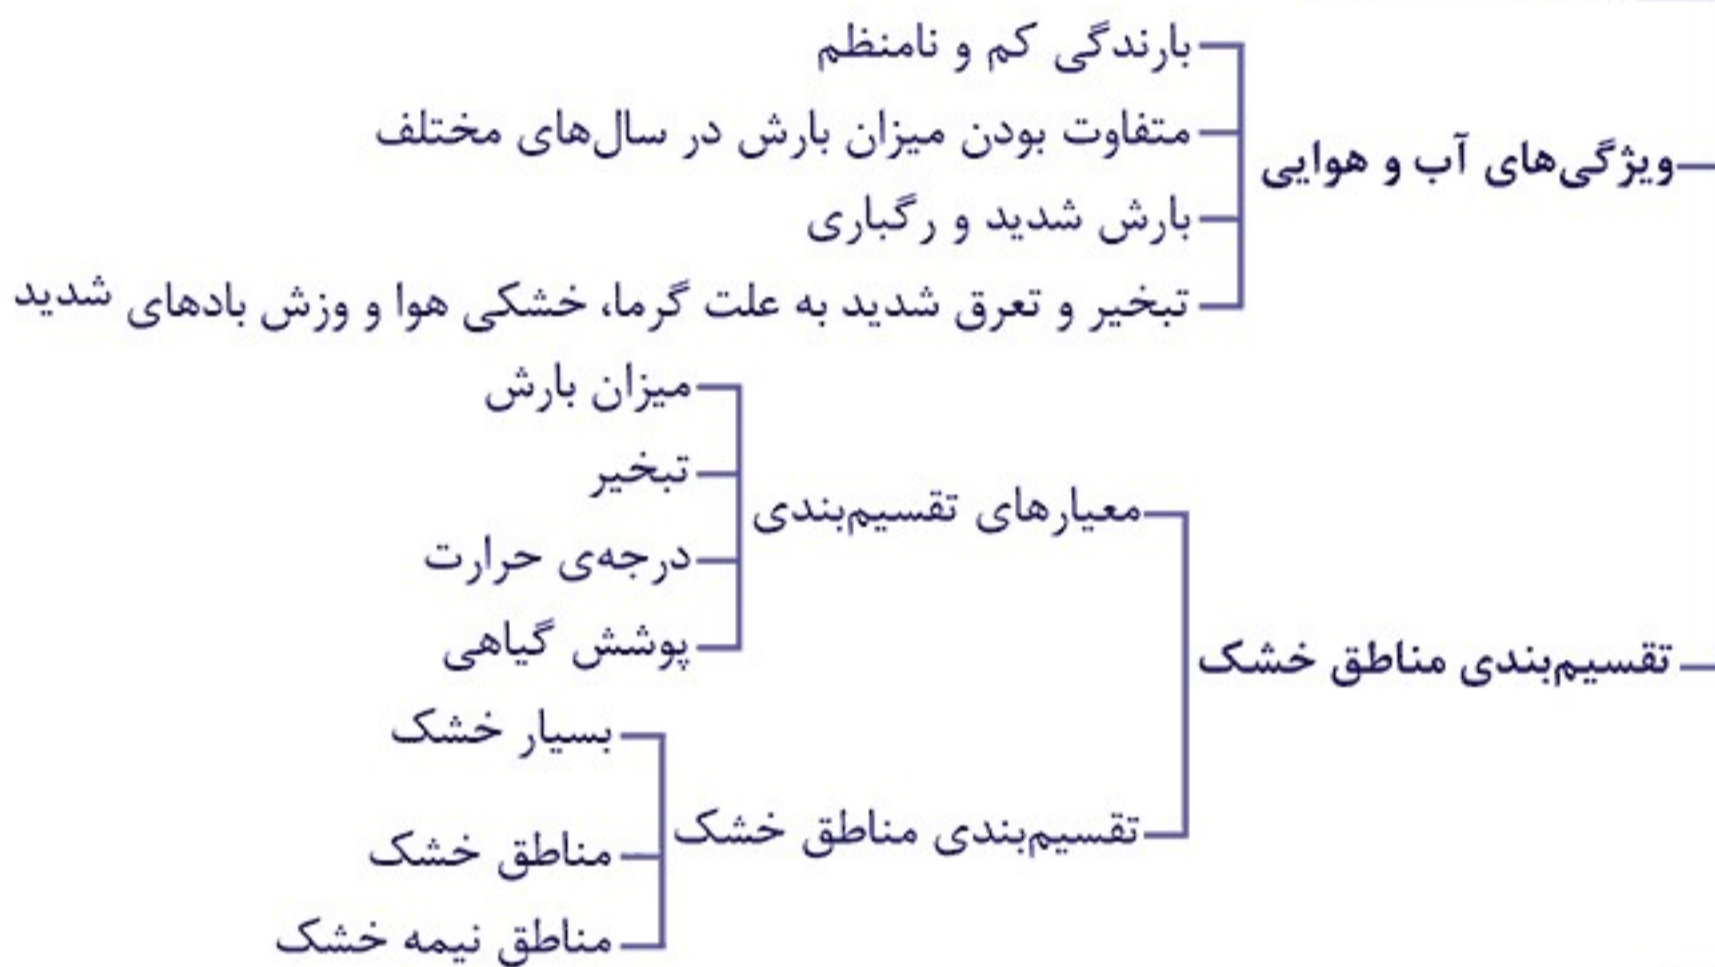 ویژگی‌های آب و هوایی
بارندگی کم و نامنظم
متفاوت بودن میزان بارش در سال‌های مختلف
بارش شدید و رگباری
تبخیر و تعرق شدید به علت گرما، خشکی هوا و وزش بادهای شدید
تقسیم‌بندی مناطق خشک
معیارهای تقسیم‌بندی
میزان بارش
تبخیر
درجه‌ی حرارت
پوشش گیاهی
تقسیم‌بندی مناطق خشک
بسیار خشک
مناطق خشک
مناطق نیمه خشک